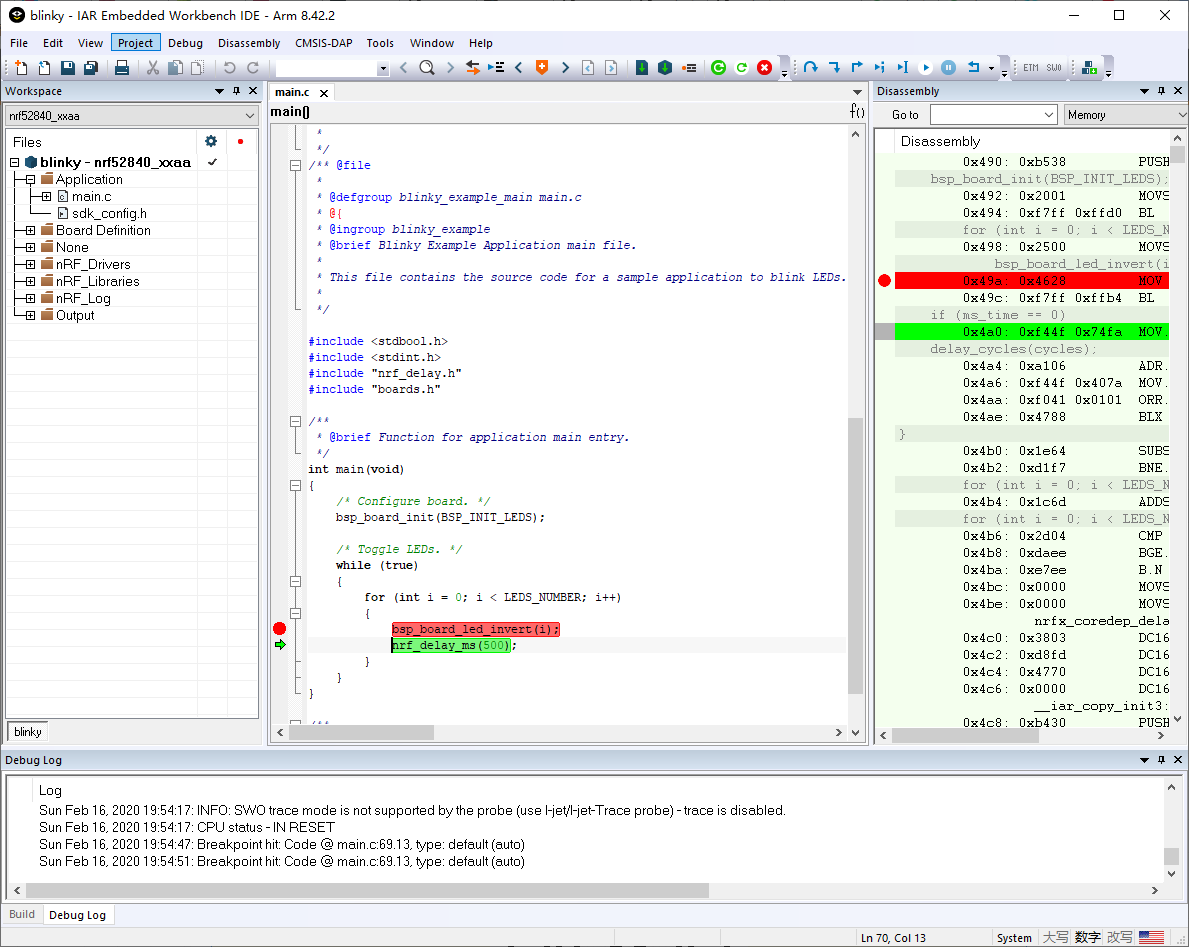 blinky - IAR Embedded Workbench IDE - Arm 8.42.2
File Edit View Project Debug Disassembly CMSIS-DAP Tools Window Help
ETM SWO
Workspace
nrf52840_xxaa
Files
blinky - nrf52840_xxaa
Application
main.c
sdk_config.h
Board Definition
None
nRF_Drivers
nRF_Libraries
nRF_Log
Output
blinky
main.c
main()
f()
*
*/
/** @file
*
* @defgroup blinky_example_main main.c
* @{
* @ingroup blinky_example
* @brief Blinky Example Application main file.
*
* This file contains the source code for a sample application to blink LEDs.
*
*/
#include <stdbool.h>
#include <stdint.h>
#include "nrf_delay.h"
#include "boards.h"
/**
* @brief Function for application main entry.
*/
int main(void)
{
/* Configure board. */
bsp_board_init(BSP_INIT_LEDS);
/* Toggle LEDs. */
while (true)
{
for (int i = 0; i < LEDS_NUMBER; i++)
{
bsp_board_led_invert(i);
nrf_delay_ms(500);
}
}
}
/**
Disassembly
Go to Memory
Disassembly
0x490: 0xb538 PUSH
bsp_board_init(BSP_INIT_LEDS);
0x492: 0x2001 MOVS
0x494: 0xf7ff 0xffd0 BL
for (int i = 0; i < LEDS_N
0x498: 0x2500 MOVS
bsp_board_led_invert(i
0x49a: 0x4628 MOV
0x49c: 0xf7ff 0xffb4 BL
if (ms_time == 0)
0x4a0: 0xf44f 0x74fa MOV.
delay_cycles(cycles);
0x4a4: 0xa106 ADR.
0x4a6: 0xf44f 0x407a MOV.
0x4aa: 0xf041 0x0101 ORR.
0x4ae: 0x4788 BLX
}
0x4b0: 0x1e64 SUBS
0x4b2: 0xd1f7 BNE.
for (int i = 0; i < LEDS_N
0x4b4: 0x1c6d ADDS
for (int i = 0; i < LEDS_N
0x4b6: 0x2d04 CMP
0x4b8: 0xdaee BGE.
0x4ba: 0xe7ee B.N
0x4bc: 0x0000 MOVS
0x4be: 0x0000 MOVS
nrfx_coredep_dela
0x4c0: 0x3803 DC16
0x4c2: 0xd8fd DC16
0x4c4: 0x4770 DC16
0x4c6: 0x0000 DC16
__iar_copy_init3:
0x4c8: 0xb430 PUSH
Debug Log
Log
Sun Feb 16, 2020 19:54:17: INFO: SWO trace mode is not supported by the probe (use I-jet/I-jet-Trace probe) - trace is disabled.
Sun Feb 16, 2020 19:54:17: CPU status - IN RESET
Sun Feb 16, 2020 19:54:47: Breakpoint hit: Code @ main.c:69.13, type: default (auto)
Sun Feb 16, 2020 19:54:51: Breakpoint hit: Code @ main.c:69.13, type: default (auto)
Build Debug Log
Ln 70, Col 13 System 大写 数字 改写